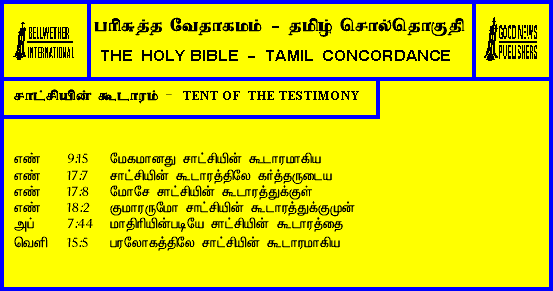 BELLWETHER
INTERNATIONAL
பரிசுத்த வேதாகமம் - தமிழ் சொல்தொகுதி
THE HOLY BIBLE - TAMIL CONCORDANCE
GOOD NEWS
PUBLISHERS
சாட்சியின் கூடாரம் - TENT OF THE TESTIMONY
எண் 9:15 மேகமானது சாட்சியின் கூடாரமாகிய
எண் 17:7 சாட்சியின் கூடாரத்திலே கர்த்தருடைய
எண் 17:8 மோசே சாட்சியின் கூடாரத்துக்குள்
எண் 18:2 குமாரருமோ சாட்சியின் கூடாரத்துக்குமுன்
அப் 7:44 மாதிரியின்படியே சாட்சியின் கூடாரத்தை
வெளி 15:5 பரலோகத்திலே சாட்சியின் கூடாரமாகிய